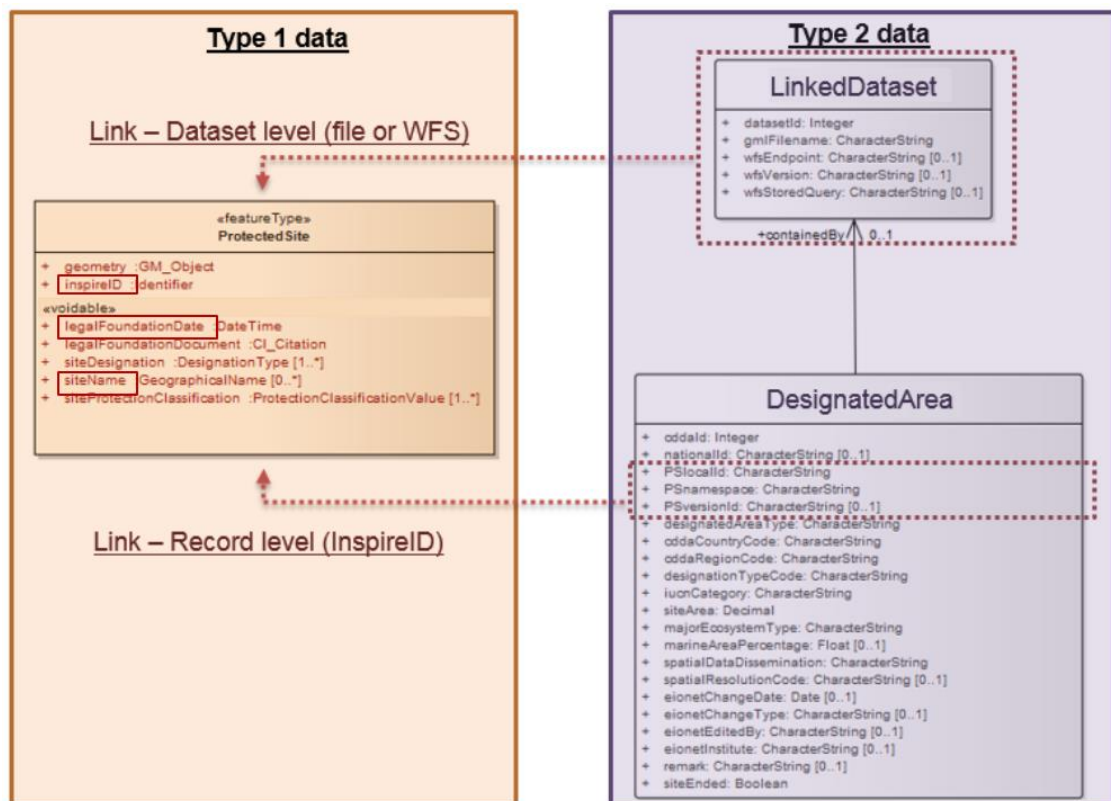 Type 1 data
Link – Dataset level (file or WFS)
«featureType»
ProtectedSite
+ geometry :GM_Object
+ inspireID :Identifier
«voidable»
+ legalFoundationDate :DateTime
+ legalFoundationDocument :CI_Citation
+ siteDesignation :DesignationType [1..*]
+ siteName :GeographicalName [0..*]
+ siteProtectionClassification :ProtectionClassificationValue [1..*]
Link – Record level (InspireID)
Type 2 data
LinkedDataset
+ datasetId: Integer
+ gmlFilename: CharacterString
+ wfsEndpoint: CharacterString [0..1]
+ wfsVersion: CharacterString [0..1]
+ wfsStoredQuery: CharacterString [0..1]
+containedBy 0..1
DesignatedArea
+ cddaId: Integer
+ nationalId: CharacterString [0..1]
+ PSlocalId: CharacterString
+ PSnamespace: CharacterString
+ PSversionId: CharacterString [0..1]
+ designatedAreaType: CharacterString
+ cddaCountryCode: CharacterString
+ cddaRegionCode: CharacterString
+ designationTypeCode: CharacterString
+ iucnCategory: CharacterString
+ siteArea: Decimal
+ majorEcosystemType: CharacterString
+ marineAreaPercentage: Float [0..1]
+ spatialDataDissemination: CharacterString
+ spatialResolutionCode: CharacterString [0..1]
+ eionetChangeDate: Date [0..1]
+ eionetChangeType: CharacterString [0..1]
+ eionetEditedBy: CharacterString [0..1]
+ eionetInstitute: CharacterString [0..1]
+ remark: CharacterString [0..1]
+ siteEnded: Boolean